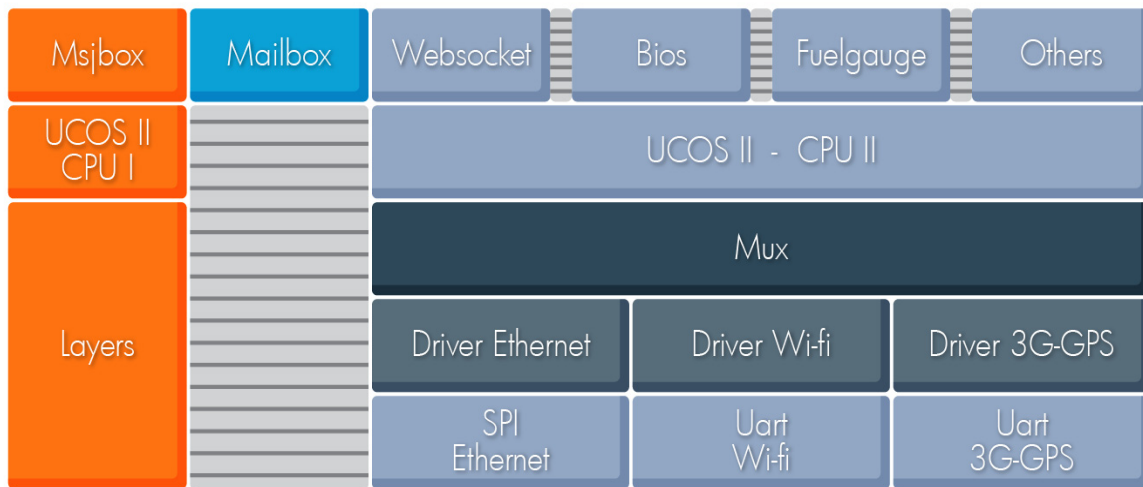 Msjbox
Mailbox
Websocket
Bios
Fuelgauge
Others
UCOS II
CPU I
UCOS II - CPU II
Mux
Layers
Driver Ethernet
Driver Wi-fi
Driver 3G-GPS
SPI
Ethernet
Uart
Wi-fi
Uart
3G-GPS